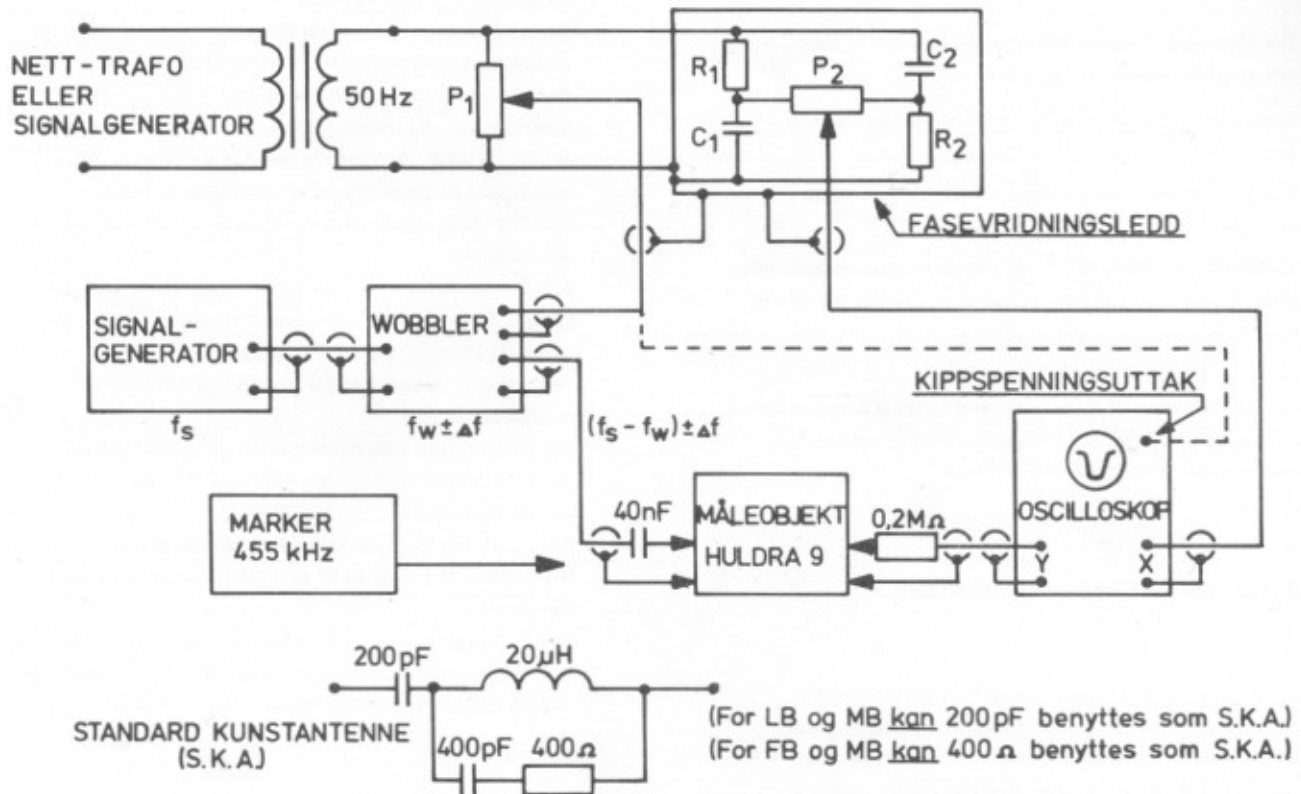 NETT-TRAFO
ELLER
SIGNALGENERATOR
50 Hz
P1
R1
C1
P2
C2
R2
FASEVRIDNINGSLEDD
SIGNAL-
GENERATOR
fS
WOBBLER
fW ± Δf
(fS - fW) ± Δf
KIPPSPENNINGSUTTAK
MARKER
455 kHz
40nF
MÅLEOBJEKT
HULDRA 9
0,2MΩ
OSCILLOSKOP
Y
X
200pF
20µH
400pF
400Ω
STANDARD KUNSTANTENNE
(S.K.A.)
(For LB og MB kan 200pF benyttes som S.K.A.)
(For FB og MB kan 400Ω benyttes som S.K.A.)